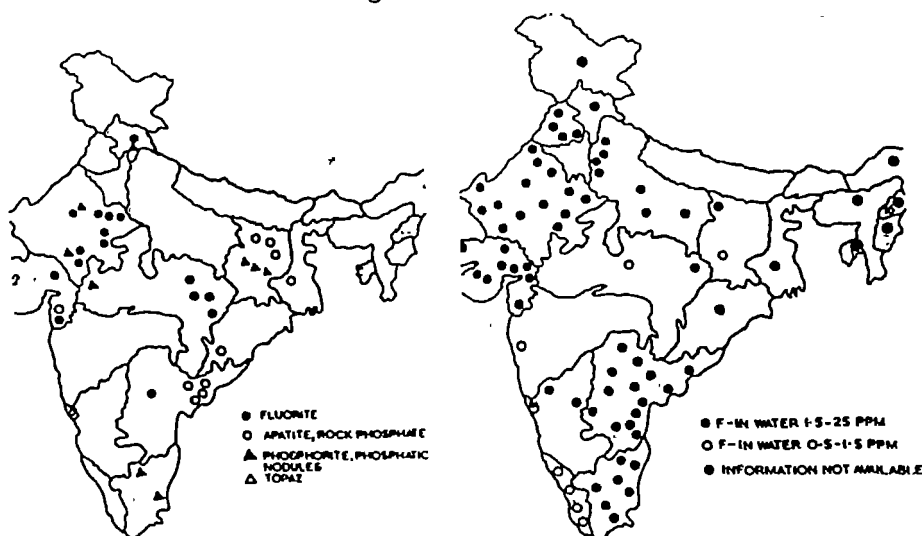 ● FLUORITE
○ APATITE, ROCK PHOSPHATE
▲ PHOSPHORITE, PHOSPHATIC
NODULES
△ TOPAZ
● F-IN WATER 1·5-25 PPM
○ F-IN WATER 0·5-1·5 PPM
● INFORMATION NOT AVAILABLE